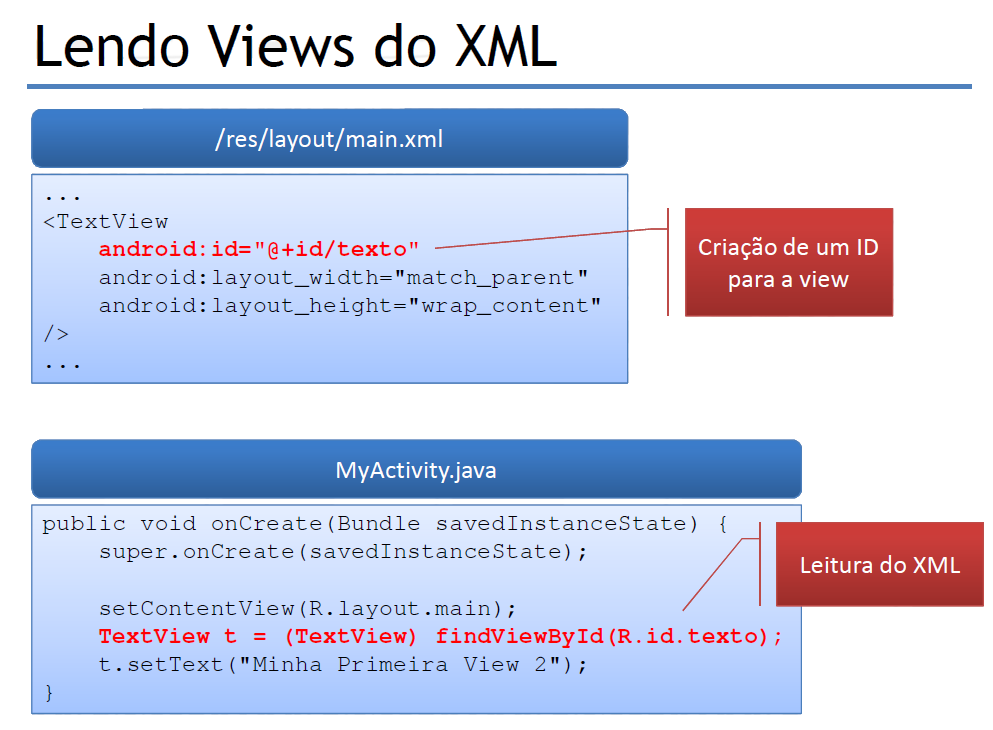 Lendo Views do XML
/res/layout/main.xml
...
<TextView
android:id="@+id/texto"
android:layout_width="match_parent"
android:layout_height="wrap_content"
/>
...
Criação de um ID
para a view
MyActivity.java
public void onCreate(Bundle savedInstanceState) {
super.onCreate(savedInstanceState);
setContentView(R.layout.main);
TextView t = (TextView) findViewById(R.id.texto);
t.setText("Minha Primeira View 2");
}
Leitura do XML